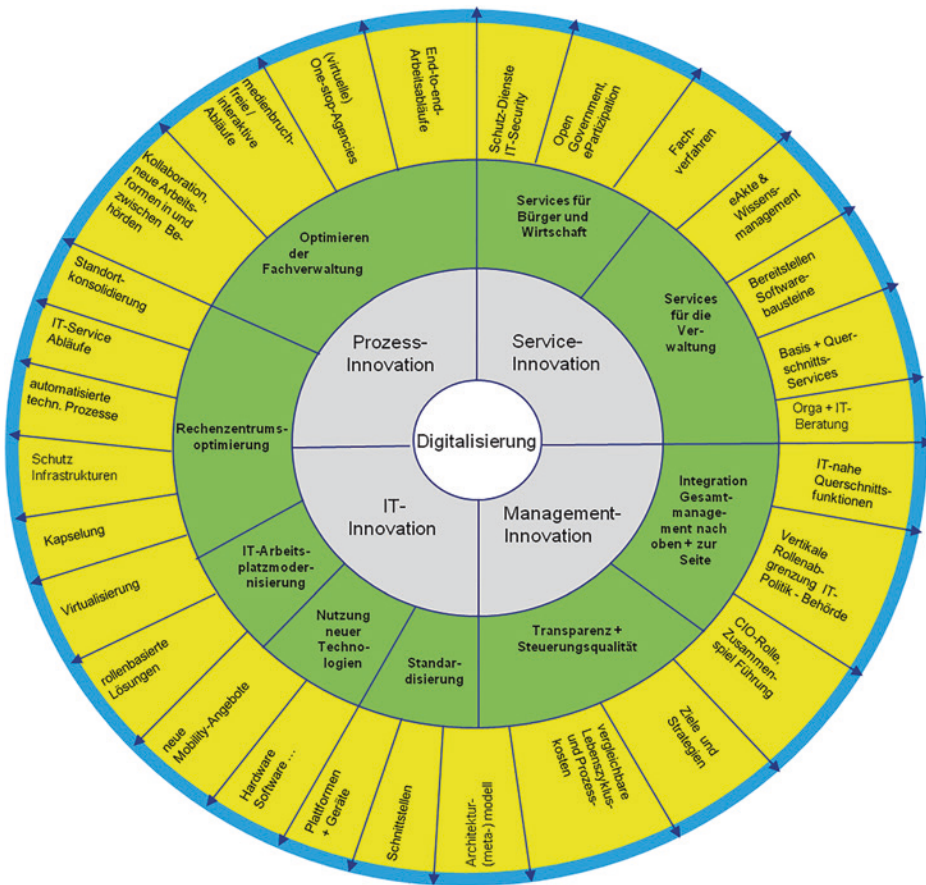 Digitalisierung
Prozess-
Innovation
Service-
Innovation
IT-
Innovation
Management-
Innovation
Optimieren
der
Fachverwaltung
Services für
Bürger und
Wirtschaft
Services
für die
Ver-
waltung
Integration
Gesamt-
manage-
ment nach
oben + zur
Seite
Transparenz +
Steuerungsqualität
Standar-
disierung
Nutzung
neuer
Techno-
logien
IT-Arbeits-
platzmoder-
nisierung
Rechenzentrums-
optimierung
Schutz-Dienste
IT-Security
Open
Government,
ePartizipation
Fach-
verfahren
eAkte &
Wissens-
management
Bereitstellen
Software-
bausteine
Basis + Quer-
schnitts-
Services
Orga + IT-
Beratung
IT-nahe
Querschnitts-
funktionen
Vertikale
Rollenab-
grenzung IT-
Politik - Behörde
CIO-Rolle,
Zusammen-
spiel Führung
Ziele und
Strategien
vergleichbare
Lebenszyklus-
und Prozess-
kosten
Architektur-
(meta-) modell
Schnittstellen
Plattformen
+ Geräte
Hardware
Software ...
neue
Mobility-Angebote
rollenbasierte
Lösungen
Virtualisierung
Kapselung
Schutz
Infrastrukturen
automatisierte
techn. Prozesse
IT-Service
Abläufe
Standort-
konsolidierung
Kollaboration,
neue Arbeits-
formen in und
zwischen Be-
hörden
medienbruch-
freie /
interaktive
Abläufe
(virtuelle)
One-stop-Agencies
End-to-end-
Arbeitsabläufe